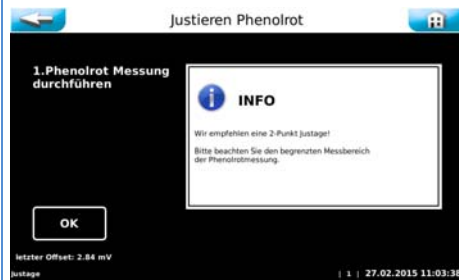 Justieren Phenolrot
1.Phenolrot Messung
durchführen
INFO
Wir empfehlen eine 2-Punkt Justage!
Bitte beachten Sie den begrenzten Messbereich
der Phenolrotmessung.
OK
letzter Offset: 2.84 mV
Justage
| 1 | 27.02.2015 11:03:38